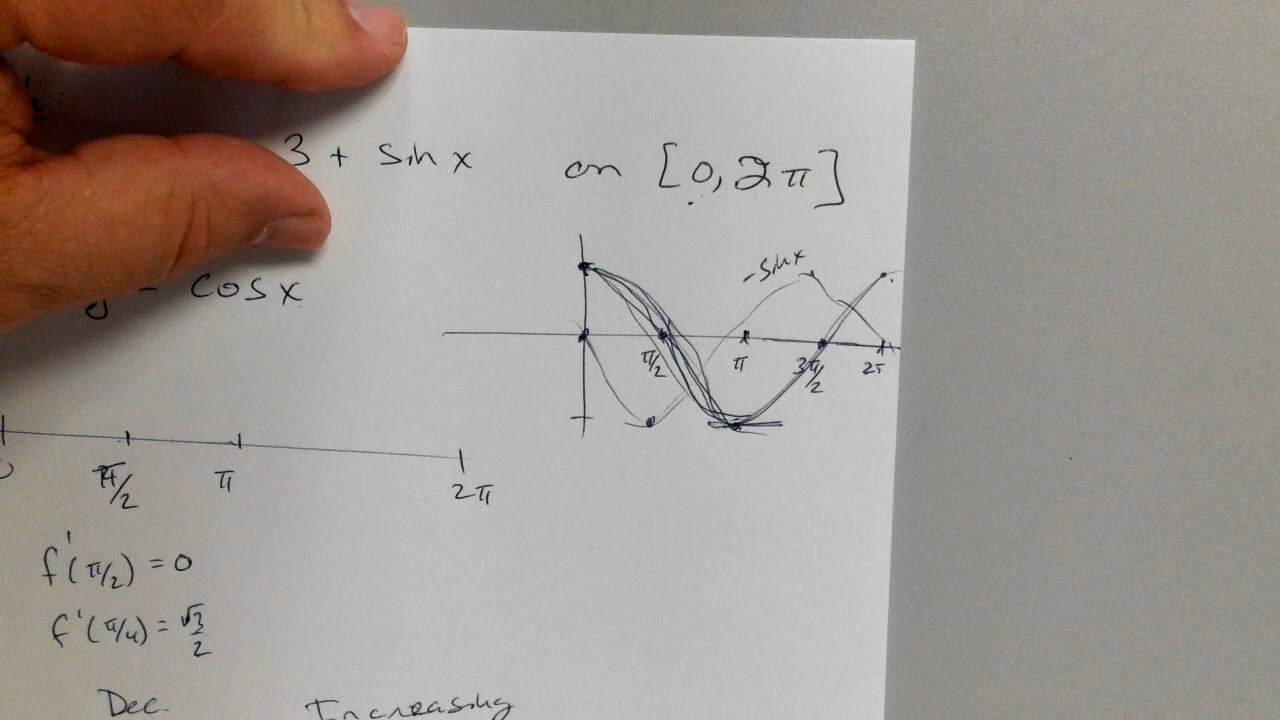 3 + sin x on [0, 2π]
-sin x
cos x
π/2 π 3π/2 2π
π/2 π 2π
f'(π/2) = 0
f'(π/4) = √3/2
Dec. Increasing